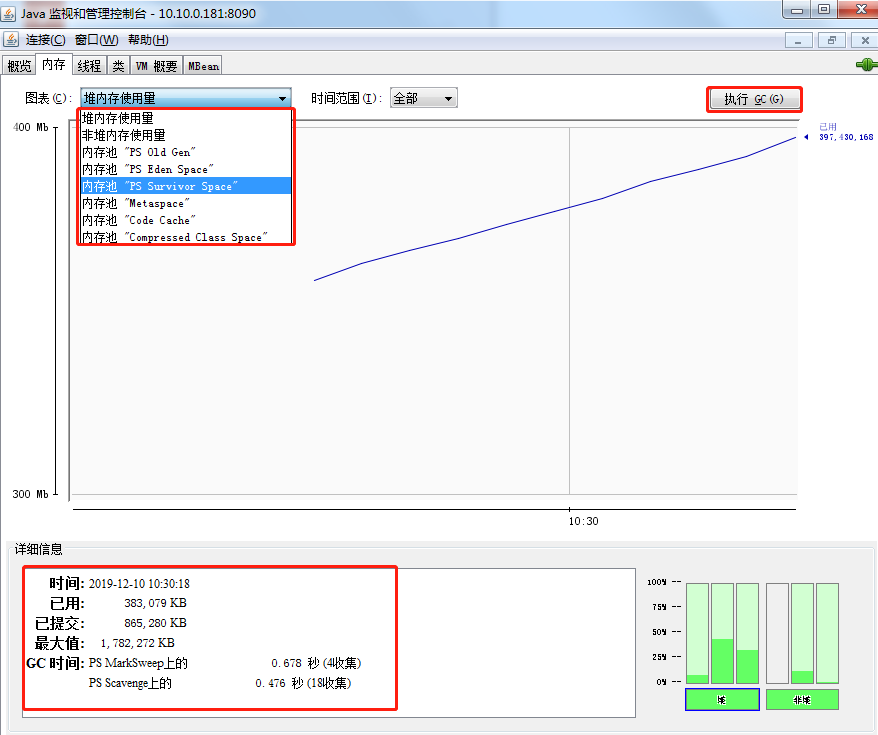 Java 监视和管理控制台 - 10.10.0.181:8090
连接(C) 窗口(W) 帮助(H)
概览 内存 线程 类 VM 概要 MBean
图表(C): 堆内存使用量 时间范围(I): 全部 执行 GC(G)
堆内存使用量
非堆内存使用量
内存池 "PS Old Gen"
内存池 "PS Eden Space"
内存池 "PS Survivor Space"
内存池 "Metaspace"
内存池 "Code Cache"
内存池 "Compressed Class Space"
400 Mb
已用
397,430,168
300 Mb
10:30
详细信息
时间: 2019-12-10 10:30:18
已用: 383,079 KB
已提交: 865,280 KB
最大值: 1,782,272 KB
GC 时间: PS MarkSweep上的 0.678 秒 (4收集)
PS Scavenge上的 0.476 秒 (18收集)
100%
75%
50%
25%
0%
堆 非堆